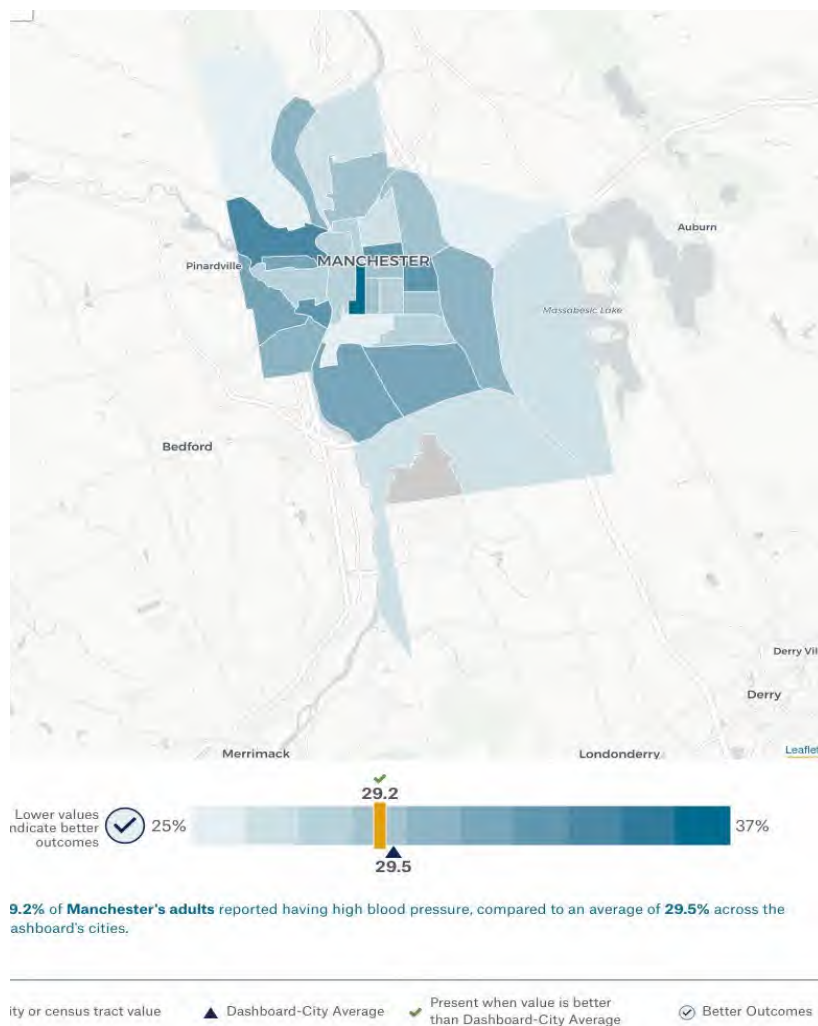 Auburn
Pinardville
MANCHESTER
Massabesic Lake
Bedford
Derry Vil
Derry
Merrimack
Londonderry
Leaflet
29.2
Lower values
ndicate better
outcomes
25%
37%
29.5
9.2% of Manchester's adults reported having high blood pressure, compared to an average of 29.5% across the
ashboard's cities.
ity or census tract value
Dashboard-City Average
Present when value is better
than Dashboard-City Average
Better Outcomes